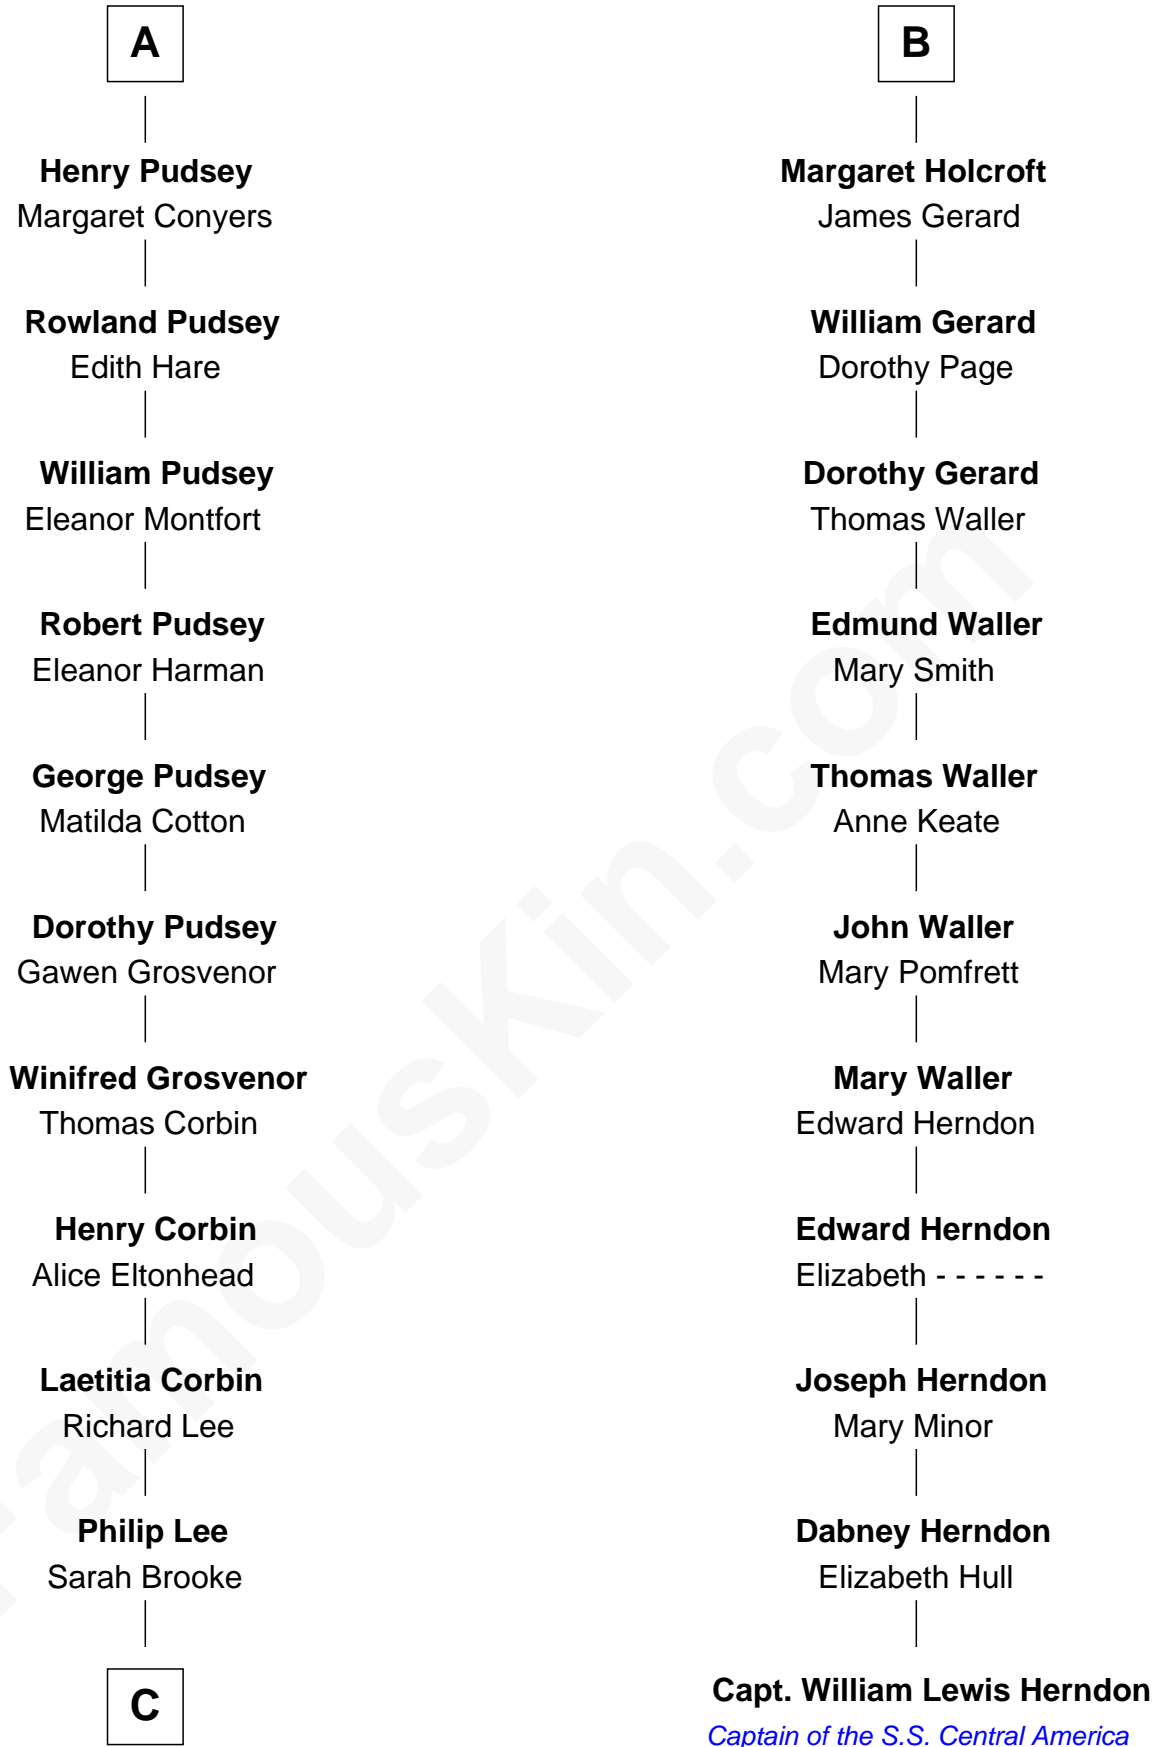 A
Henry Pudsey
Margaret Conyers
Rowland Pudsey
Edith Hare
William Pudsey
Eleanor Montfort
Robert Pudsey
Eleanor Harman
George Pudsey
Matilda Cotton
Dorothy Pudsey
Gawen Grosvenor
Winifred Grosvenor
Thomas Corbin
Henry Corbin
Alice Eltonhead
Laetitia Corbin
Richard Lee
Philip Lee
Sarah Brooke
C
B
Margaret Holcroft
James Gerard
William Gerard
Dorothy Page
Dorothy Gerard
Thomas Waller
Edmund Waller
Mary Smith
Thomas Waller
Anne Keate
John Waller
Mary Pomfrett
Mary Waller
Edward Herndon
Edward Herndon
Elizabeth - - - - - -
Joseph Herndon
Mary Minor
Dabney Herndon
Elizabeth Hull
Capt. William Lewis Herndon
Captain of the S.S. Central America
FamousKin.com